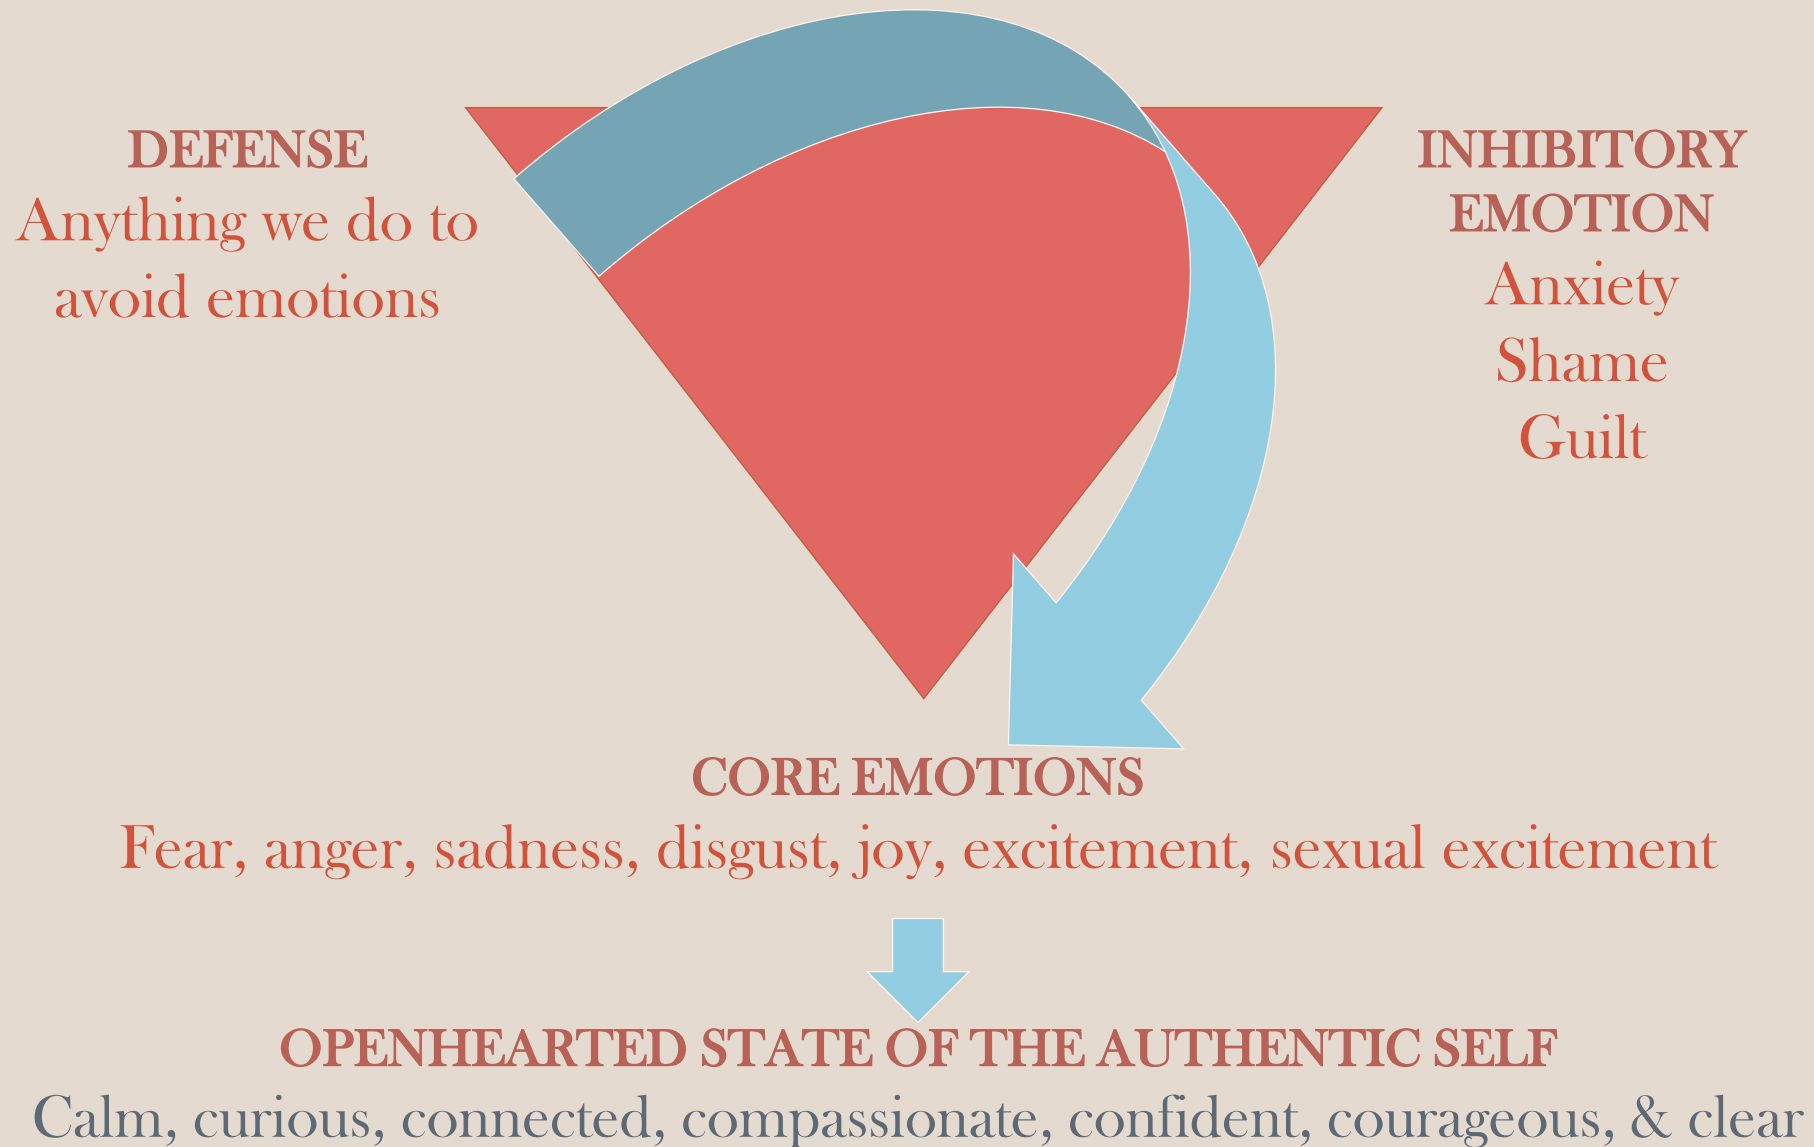 DEFENSE
Anything we do to
avoid emotions
INHIBITORY
EMOTION
Anxiety
Shame
Guilt
CORE EMOTIONS
Fear, anger, sadness, disgust, joy, excitement, sexual excitement
OPENHEARTED STATE OF THE AUTHENTIC SELF
Calm, curious, connected, compassionate, confident, courageous, & clear